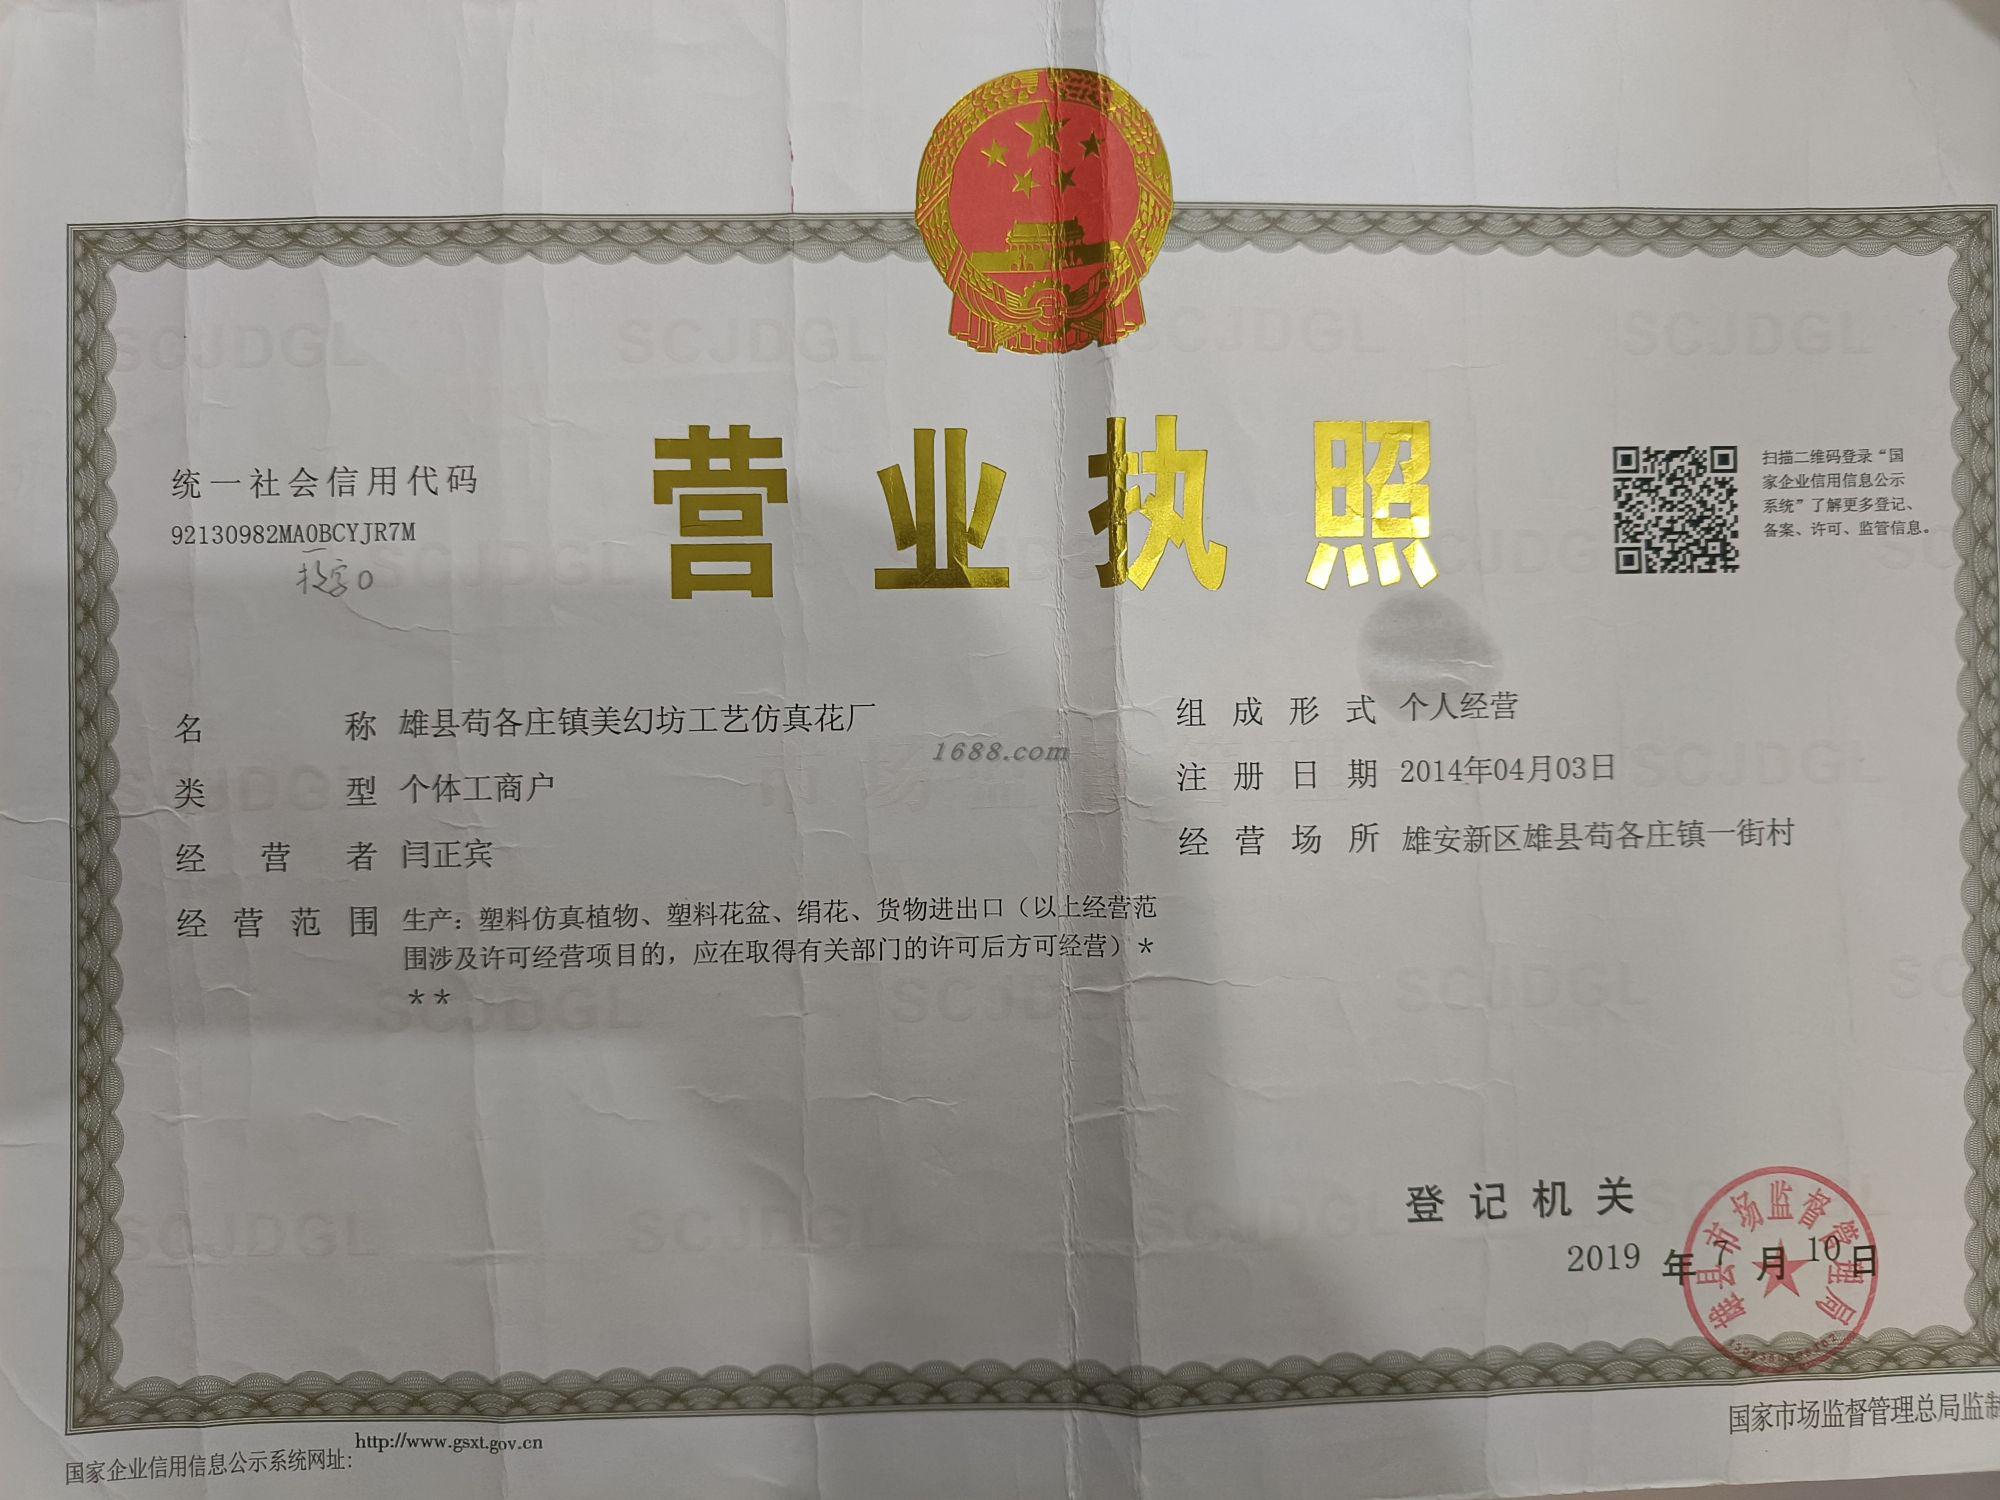 营业执照
统一社会信用代码
92130982MA0BCYJR7M
扫描二维码登录“国
家企业信用信息公示
系统”了解更多登记、
备案、许可、监管信息。
名称 雄县苟各庄镇美幻坊工艺仿真花厂
类型 个体工商户
经营者 闫正宾
经营范围 生产：塑料仿真植物、塑料花盆、绢花、货物进出口（以上经营范
围涉及许可经营项目的，应在取得有关部门的许可后方可经营）*
**
组成形式 个人经营
注册日期 2014年04月03日
经营场所 雄安新区雄县苟各庄镇一街村
1688.com
登记机关
2019 年 7 月 10 日
雄县市场监督管理局
国家企业信用信息公示系统网址: http://www.gsxt.gov.cn
国家市场监督管理总局监制
SCJDGL